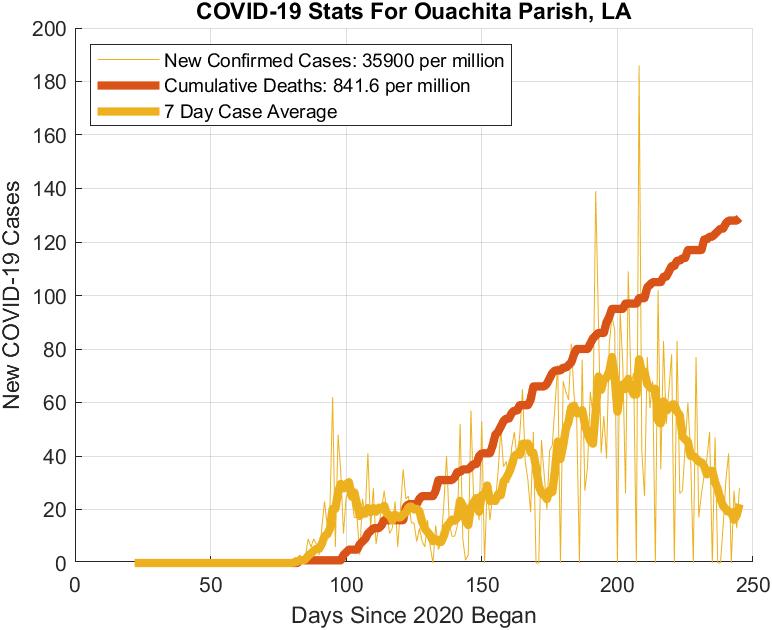 COVID-19 Stats For Ouachita Parish, LA
New Confirmed Cases: 35900 per million
Cumulative Deaths: 841.6 per million
7 Day Case Average
New COVID-19 Cases
200
180
160
140
120
100
80
60
40
20
0
0 50 100 150 200 250
Days Since 2020 Began